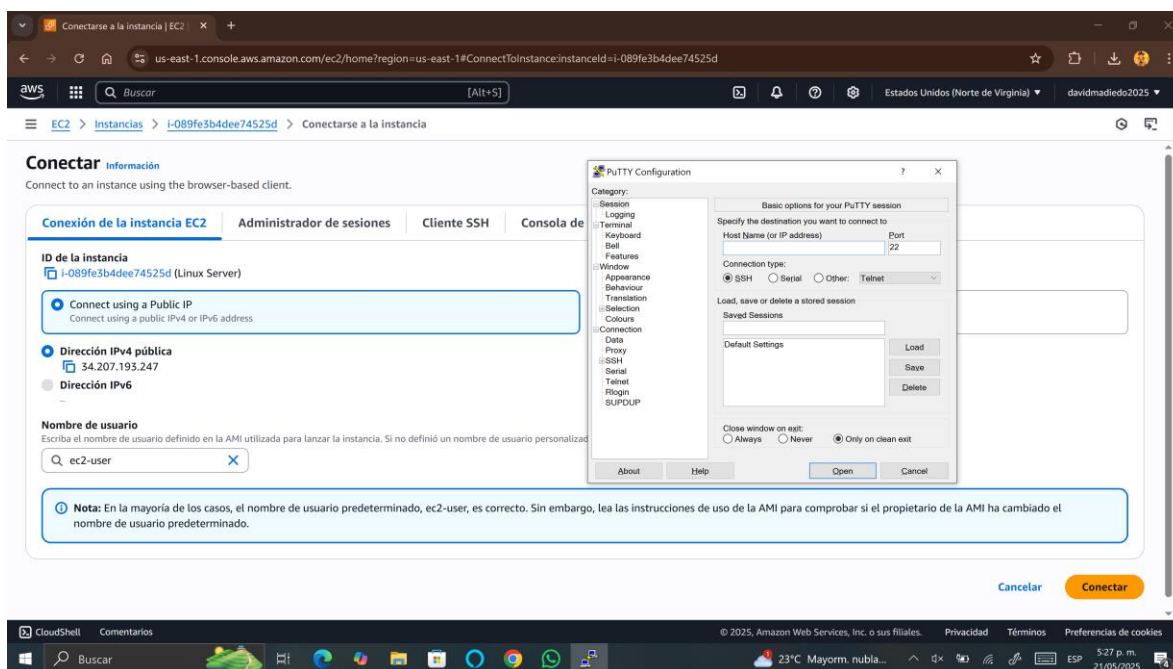 Conectarse a la instancia | EC2
us-east-1.console.aws.amazon.com/ec2/home?region=us-east-1#ConnectToInstance:instanceId=i-089fe3b4dee74525d
aws Buscar [Alt+S] Estados Unidos (Norte de Virginia) davidmadiedo2025
EC2 > Instancias > i-089fe3b4dee74525d > Conectarse a la instancia
Conectar Información
Connect to an instance using the browser-based client.
Conexión de la instancia EC2 Administrador de sesiones Cliente SSH Consola de
ID de la instancia
i-089fe3b4dee74525d (Linux Server)
Connect using a Public IP
Connect using a public IPv4 or IPv6 address
Dirección IPv4 pública
34.207.193.247
Dirección IPv6
–
Nombre de usuario
Escriba el nombre de usuario definido en la AMI utilizada para lanzar la instancia. Si no definió un nombre de usuario personalizad
ec2-user
Nota: En la mayoría de los casos, el nombre de usuario predeterminado, ec2-user, es correcto. Sin embargo, lea las instrucciones de uso de la AMI para comprobar si el propietario de la AMI ha cambiado el
nombre de usuario predeterminado.
Cancelar Conectar
PuTTY Configuration ? ×
Category:
Session
Logging
Terminal
Keyboard
Bell
Features
Window
Appearance
Behaviour
Translation
Selection
Colours
Connection
Data
Proxy
SSH
Serial
Telnet
Rlogin
SUPDUP
Basic options for your PuTTY session
Specify the destination you want to connect to
Host Name (or IP address) Port
22
Connection type:
SSH Serial Other: Telnet
Load, save or delete a stored session
Saved Sessions
Default Settings
Load
Save
Delete
Close window on exit:
Always Never Only on clean exit
About Help Open Cancel
CloudShell Comentarios © 2025, Amazon Web Services, Inc. o sus filiales. Privacidad Términos Preferencias de cookies
Buscar 23°C Mayorm. nubla... ESP 5:27 p. m.
21/05/2025